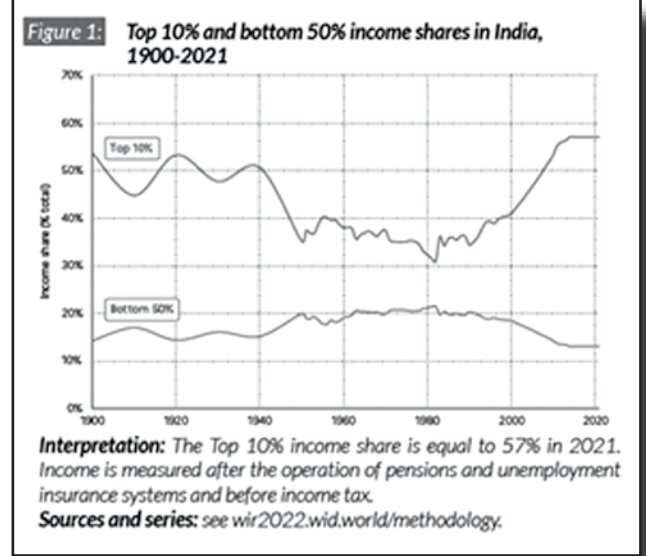 Figure 1:
Top 10% and bottom 50% income shares in India,
1900-2021
70%
60%
Top 10%
50%
Income share (% total)
40%
30%
20%
Bottom 50%
10%
0%
1900 1920 1940 1960 1980 2000 2020
Interpretation: The Top 10% income share is equal to 57% in 2021.
Income is measured after the operation of pensions and unemployment
insurance systems and before income tax.
Sources and series: see wir2022.wid.world/methodology.